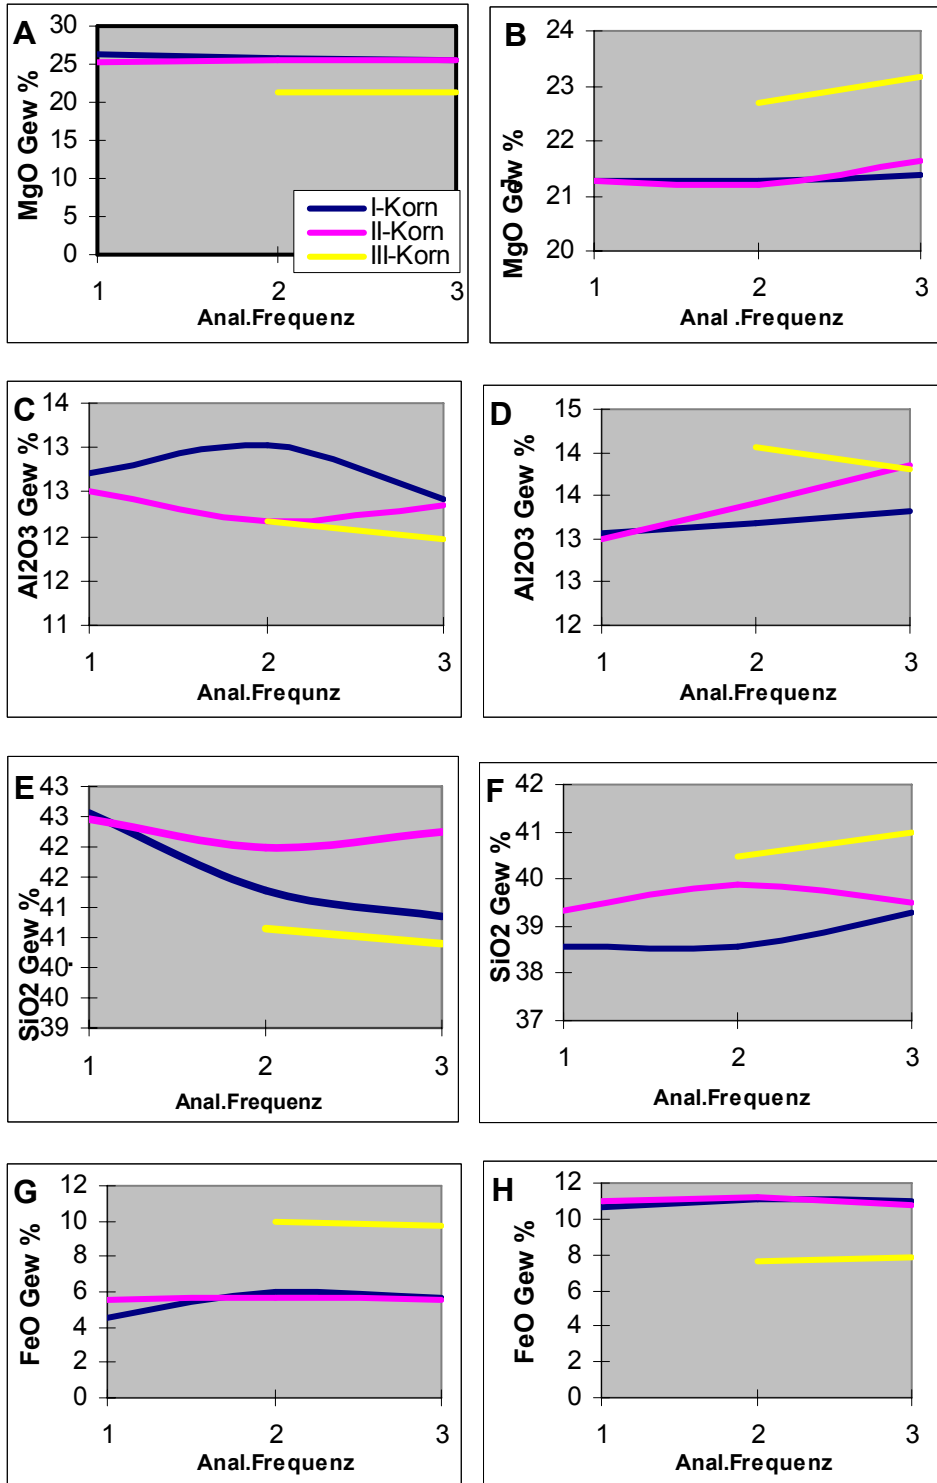 A
MgO Gew %
30
25
20
15
10
5
0
I-Korn
II-Korn
III-Korn
1 2 3
Anal.Frequenz
B
MgO Gew %
24
23
22
21
20
1 2 3
Anal .Frequenz
C
Al2O3 Gew %
14
13
13
12
12
11
1 2 3
Anal.Frequnz
D
Al2O3 Gew %
15
14
14
13
13
12
1 2 3
Anal.Frequenz
E
SiO2 Gew %
43
43
42
42
41
41
40
40
39
1 2 3
Anal.Frequenz
F
SiO2 Gew %
42
41
40
39
38
37
1 2 3
Anal.Frequenz
G
FeO Gew %
12
10
8
6
4
2
0
1 2 3
Anal.Frequenz
H
FeO Gew %
12
10
8
6
4
2
0
1 2 3
Anal.Frequenz